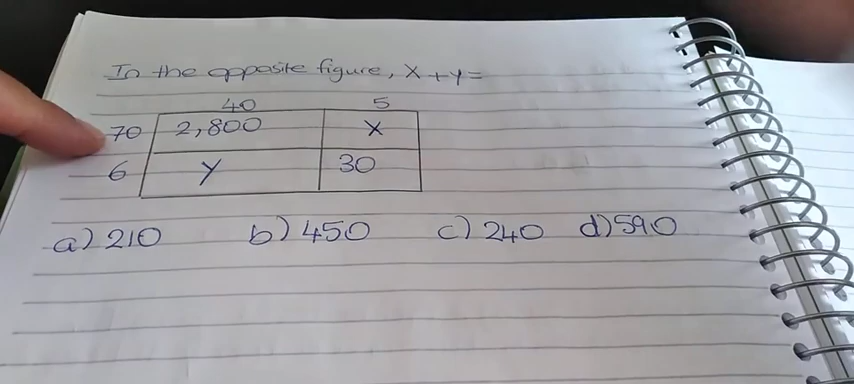 In the opposite figure, X+Y=
40 5
70 2,800 X
6 Y 30
a) 210 b) 450 c) 240 d) 590